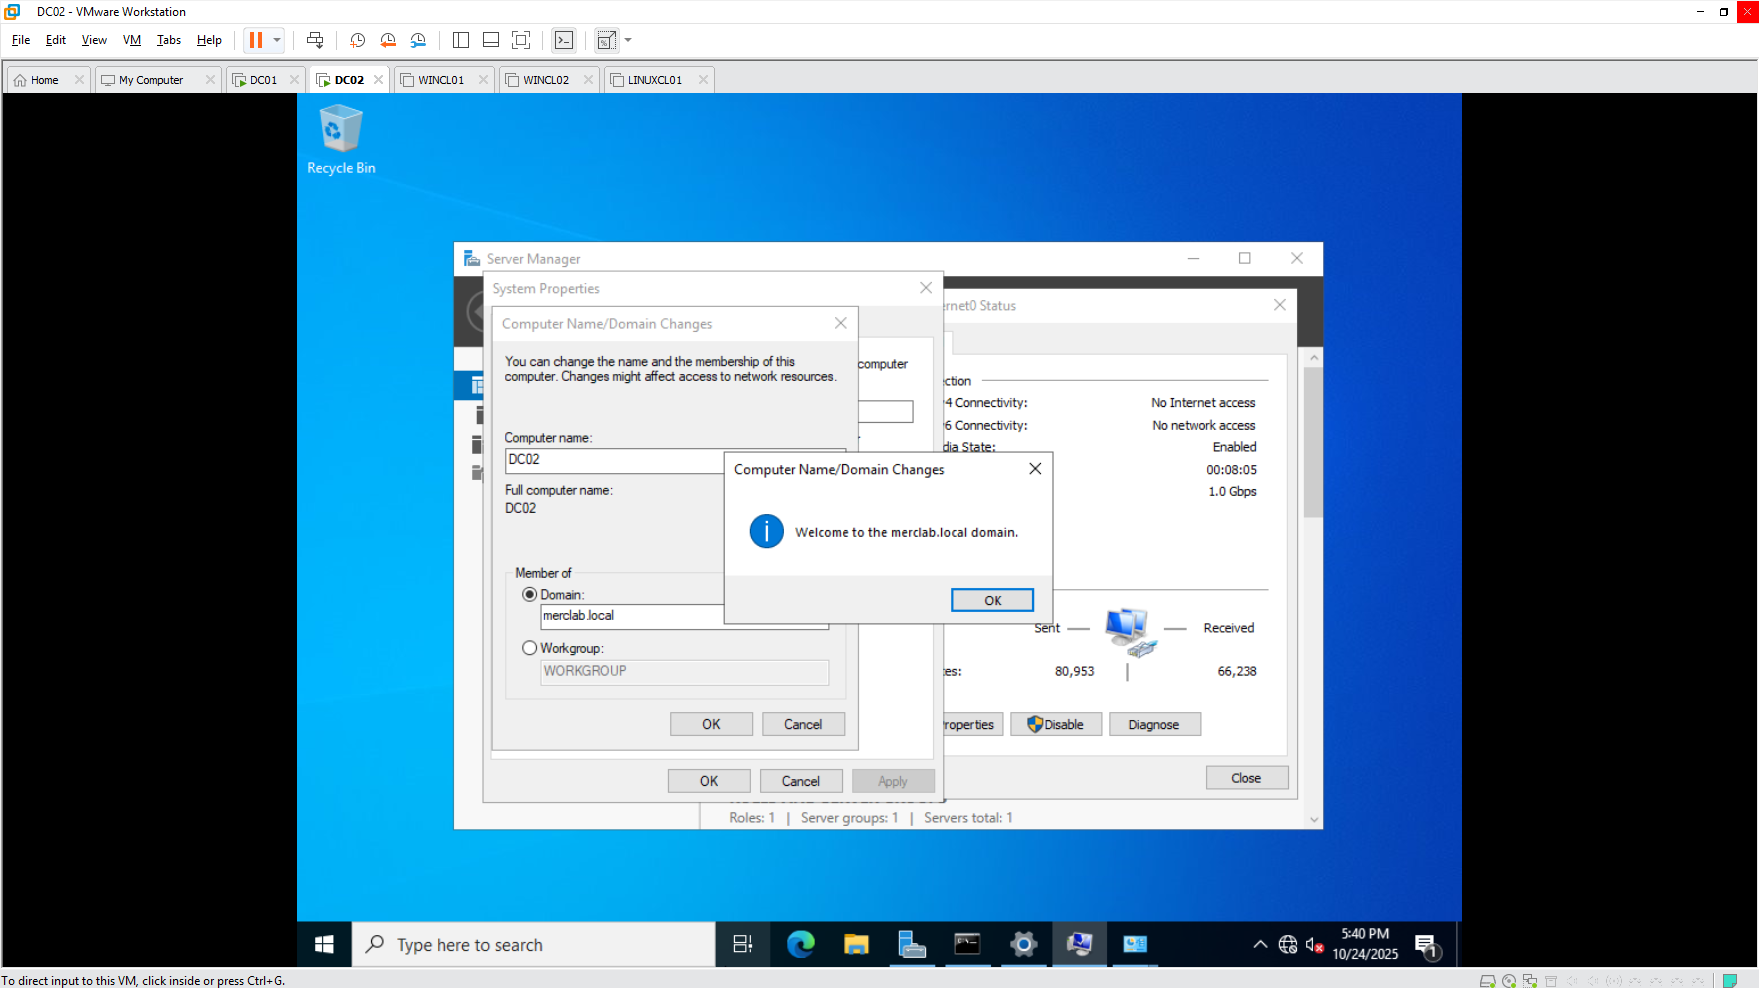 DC02 - VMware Workstation
File Edit View VM Tabs Help
Home
My Computer
DC01
DC02
WINCL01
WINCL02
LINUXCL01
Recycle Bin
Server Manager
System Properties
ernet0 Status
Computer Name/Domain Changes
You can change the name and the membership of this
computer. Changes might affect access to network resources.
computer
Computer name:
DC02
Full computer name:
DC02
Member of
Domain:
merclab.local
Workgroup:
WORKGROUP
OK Cancel
OK Cancel Apply
Computer Name/Domain Changes
Welcome to the merclab.local domain.
OK
ction
4 Connectivity: No Internet access
6 Connectivity: No network access
dia State: Enabled
00:08:05
1.0 Gbps
Sent Received
es: 80,953 66,238
roperties Disable Diagnose
Close
Roles: 1 | Server groups: 1 | Servers total: 1
Type here to search
5:40 PM
10/24/2025
1
To direct input to this VM, click inside or press Ctrl+G.